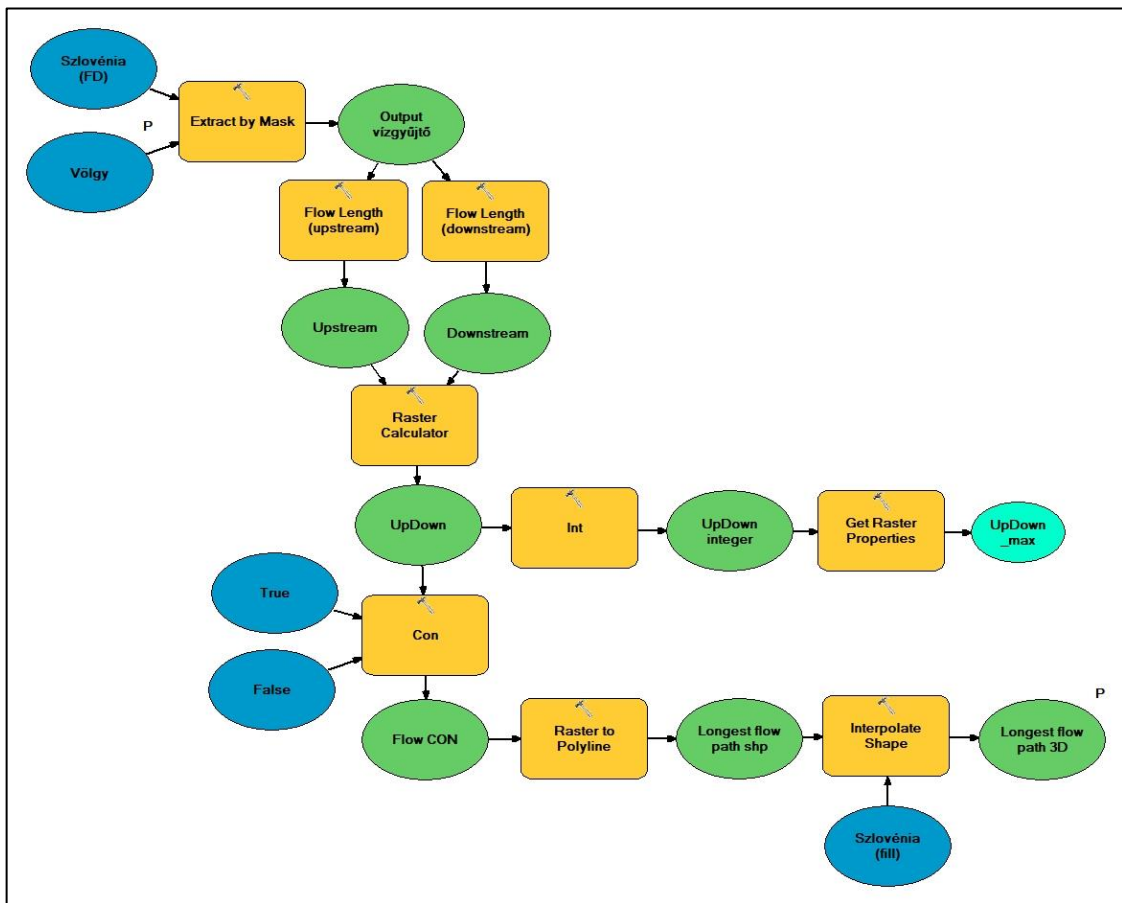 Szlovénia
(FD)
P
Extract by Mask
Output
vízgyűjtő
Völgy
Flow Length
(upstream)
Flow Length
(downstream)
Upstream
Downstream
Raster
Calculator
UpDown
Int
UpDown
integer
Get Raster
Properties
UpDown
_max
True
Con
False
Flow CON
Raster to
Polyline
Longest flow
path shp
Interpolate
Shape
P
Longest flow
path 3D
Szlovénia
(fill)